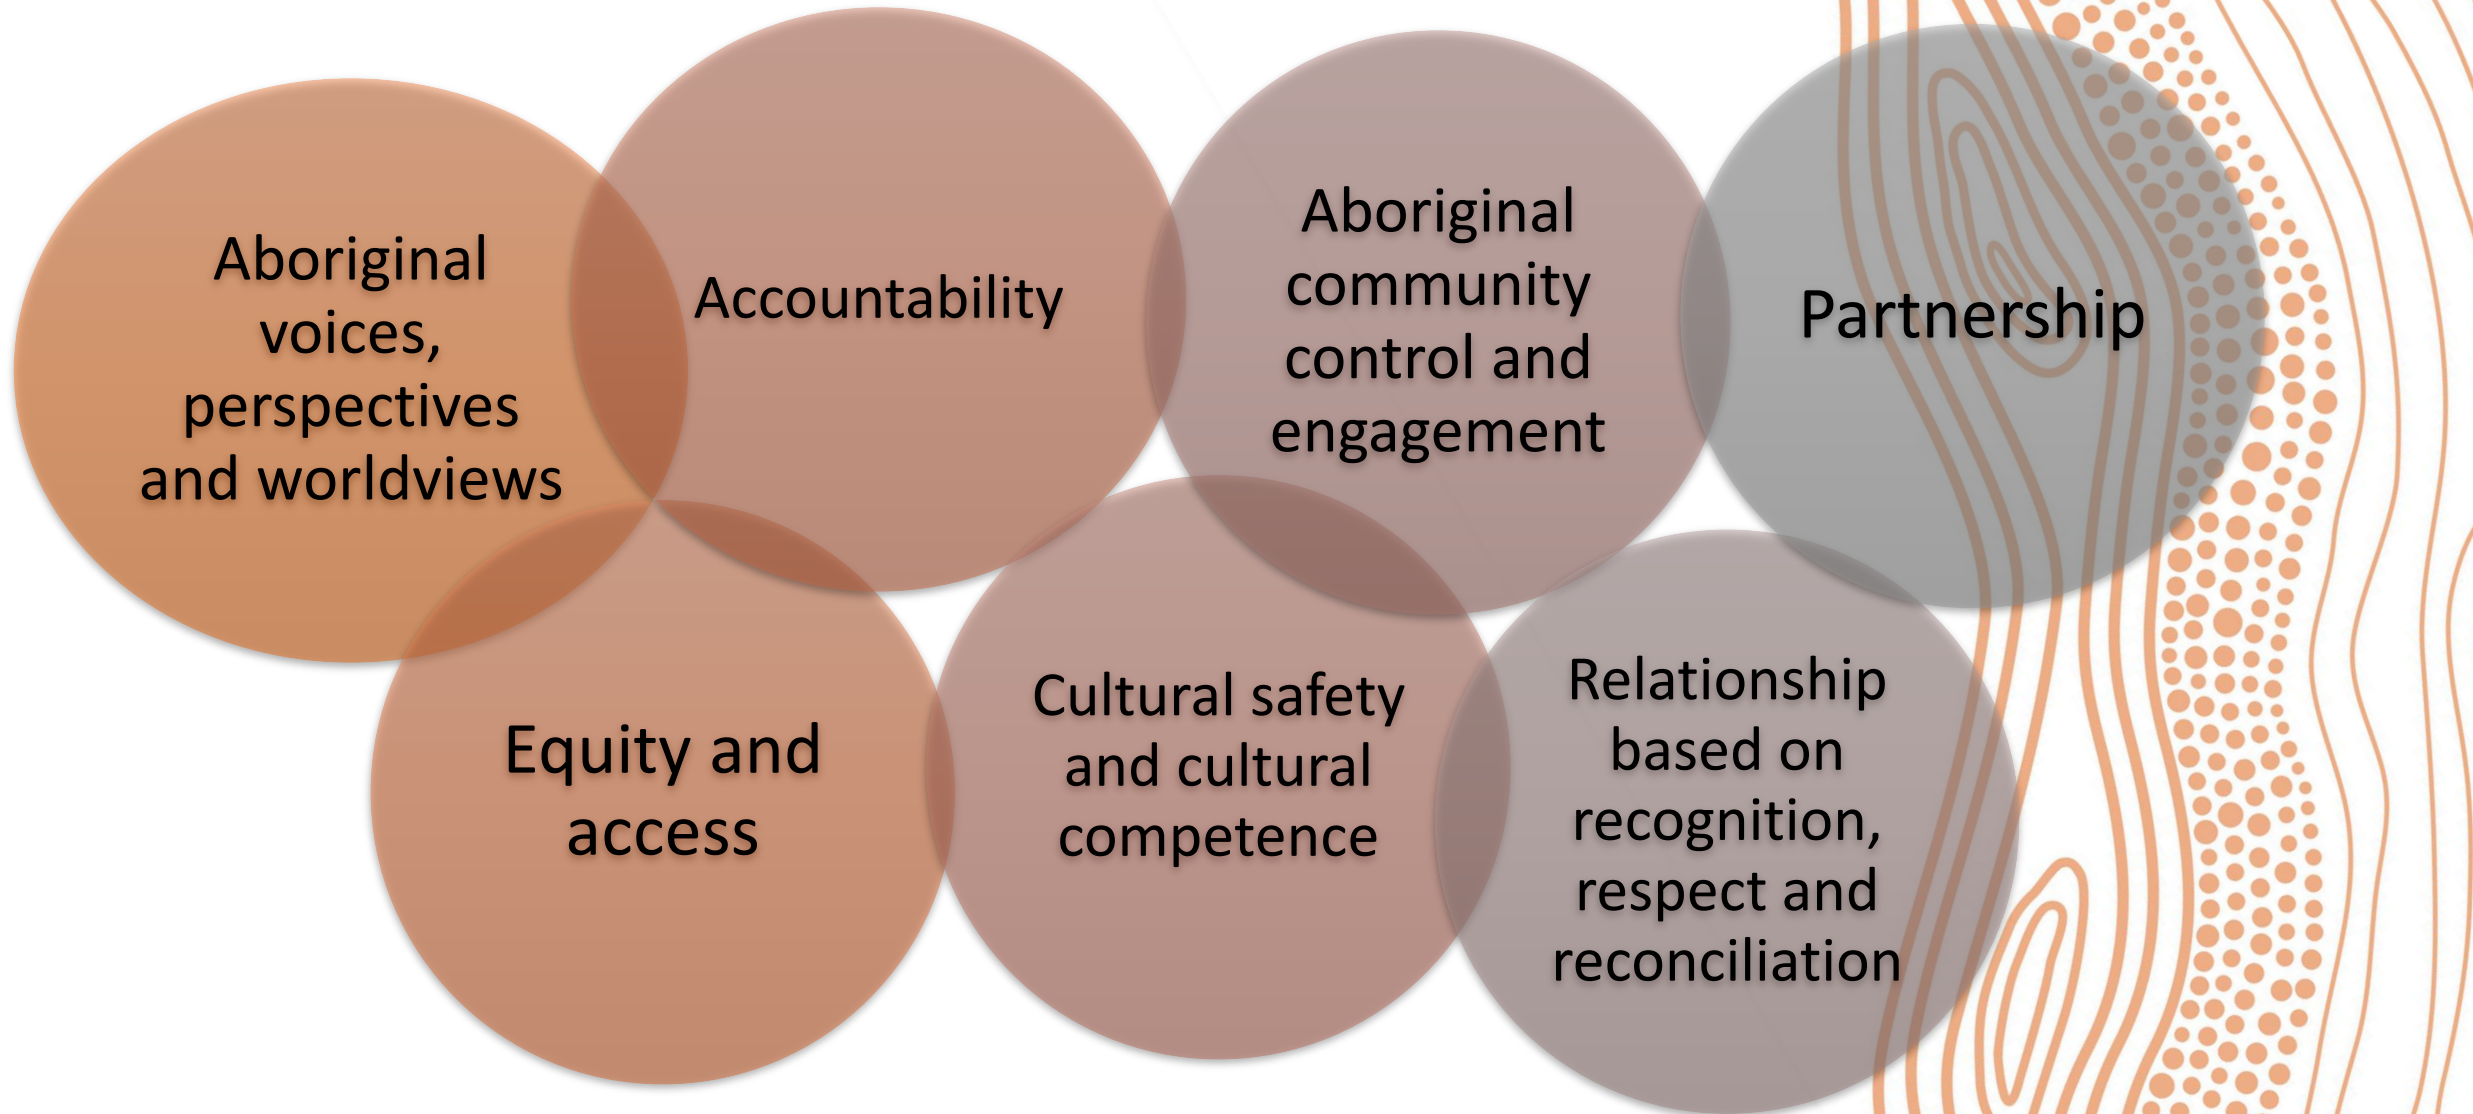 Aboriginal
voices,
perspectives
and worldviews
Accountability
Aboriginal
community
control and
engagement
Partnership
Equity and
access
Cultural safety
and cultural
competence
Relationship
based on
recognition,
respect and
reconciliation